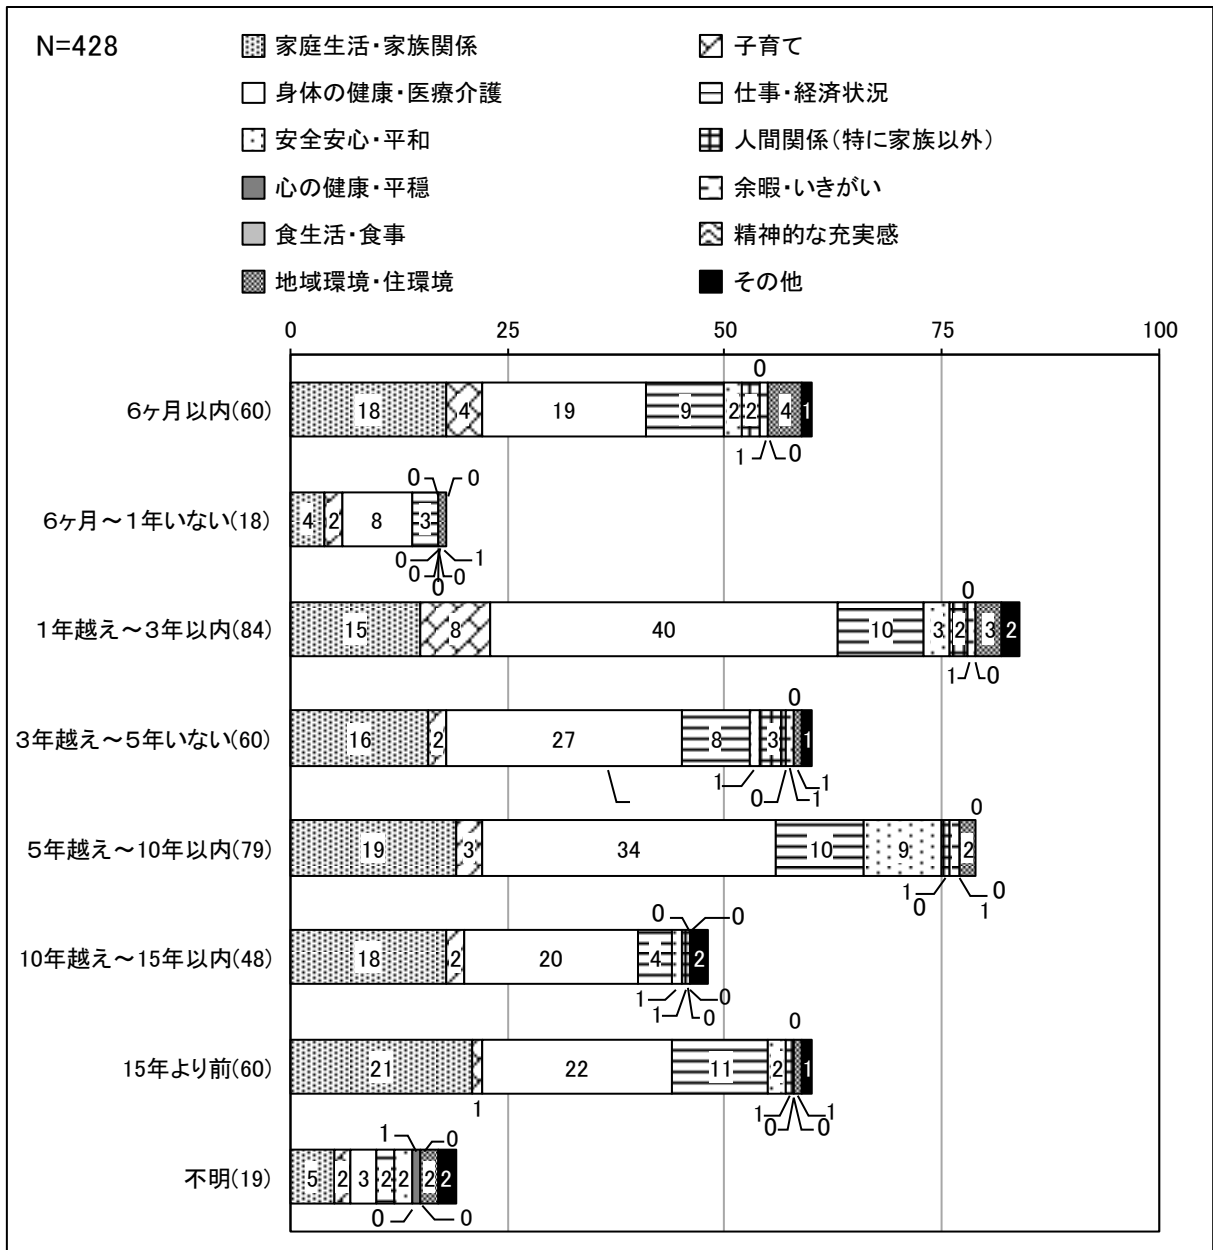 N=428
家庭生活・家族関係 子育て
身体の健康・医療介護 仕事・経済状況
安全安心・平和 人間関係(特に家族以外)
心の健康・平穏 余暇・いきがい
食生活・食事 精神的な充実感
地域環境・住環境 その他
0 25 50 75 100
0
6ヶ月以内(60) 18 4 19 9 2 2 4 1
1 0
0 0
6ヶ月～1年いない(18) 4 2 8 3
0 0 0 0 1
0
1年越え～3年以内(84) 15 8 40 10 3 2 3 2
1 0
0
3年越え～5年いない(60) 16 2 27 8 3 1
1 0 1 1
0
5年越え～10年以内(79) 19 3 34 10 9 2
1 0 1 0
0 0
10年越え～15年以内(48) 18 2 20 4 2
1 1 0 0
0
15年より前(60) 21 22 11 2 1
1 1 0 0 1
1 0
不明(19) 5 2 3 2 2 2 2
0 0